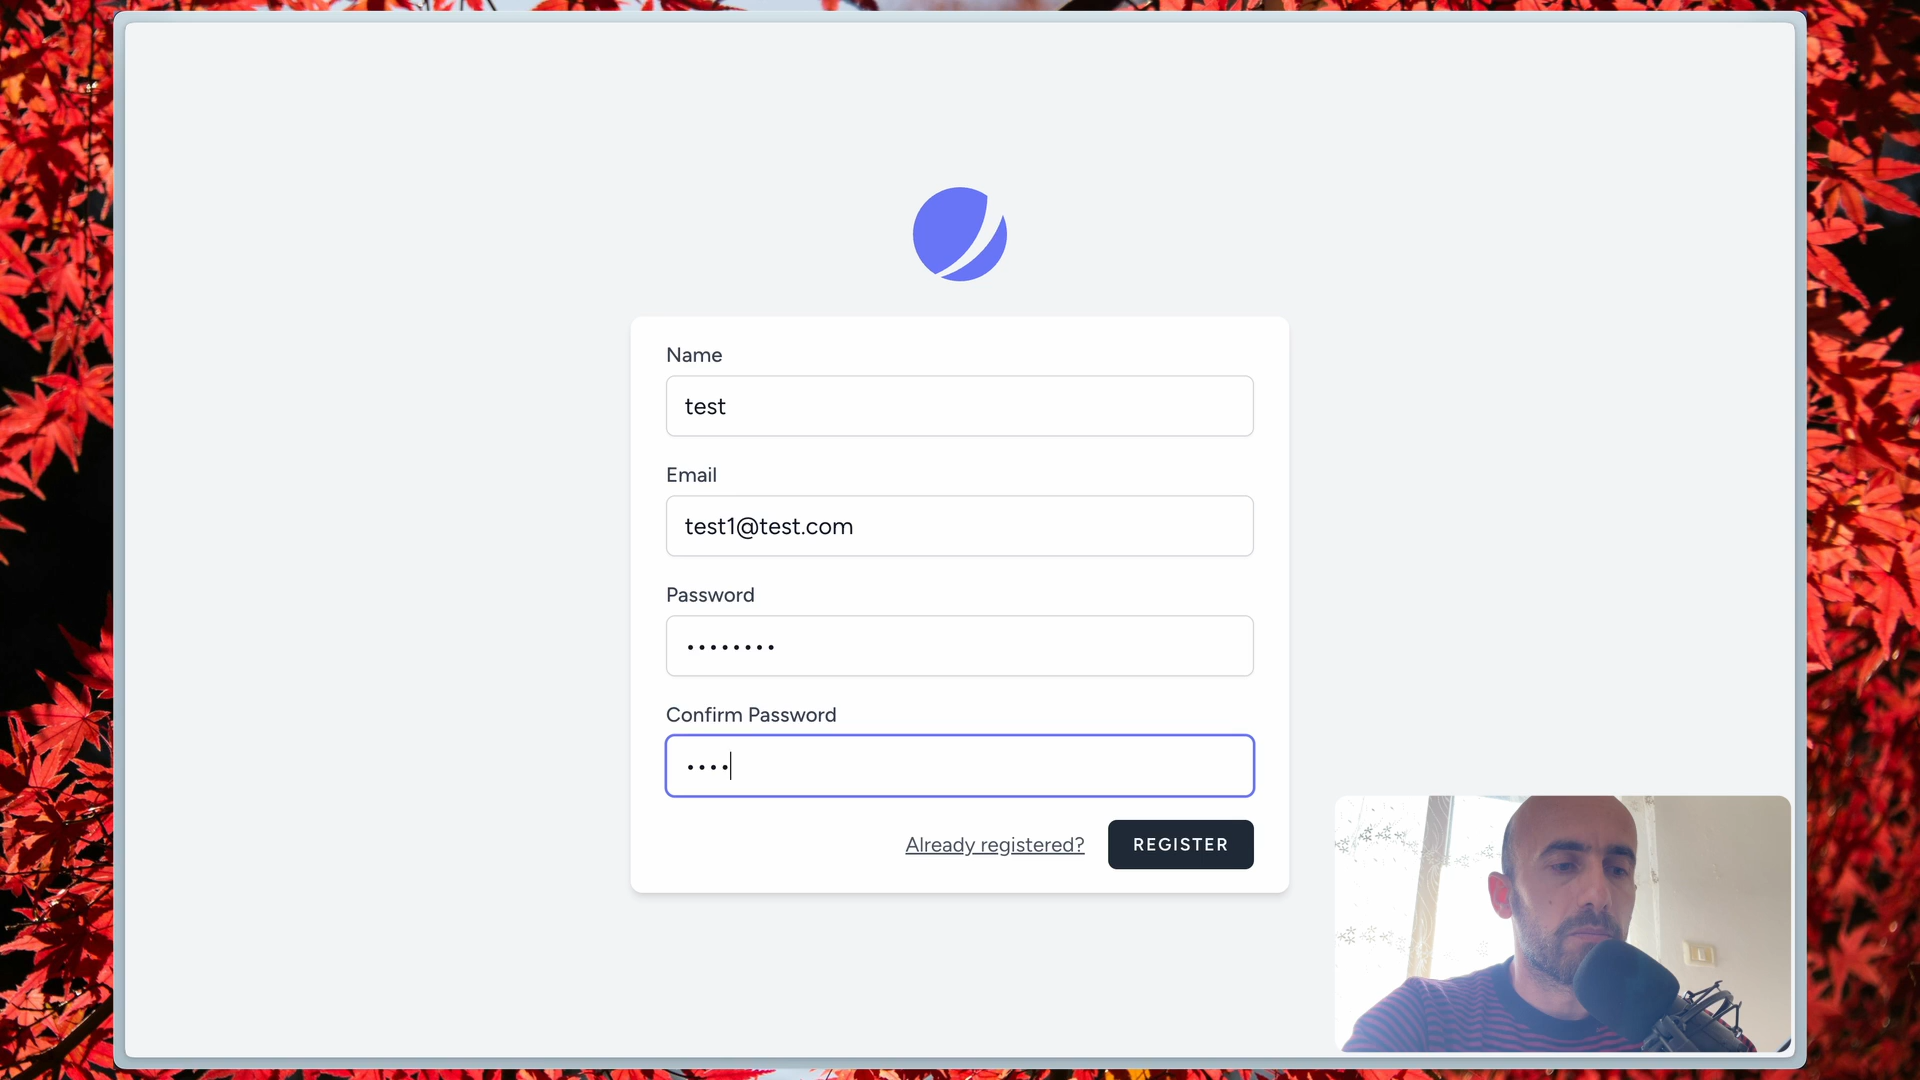 Name
test
Email
test1@test.com
Password
••••••••
Confirm Password
••••
Already registered?
REGISTER